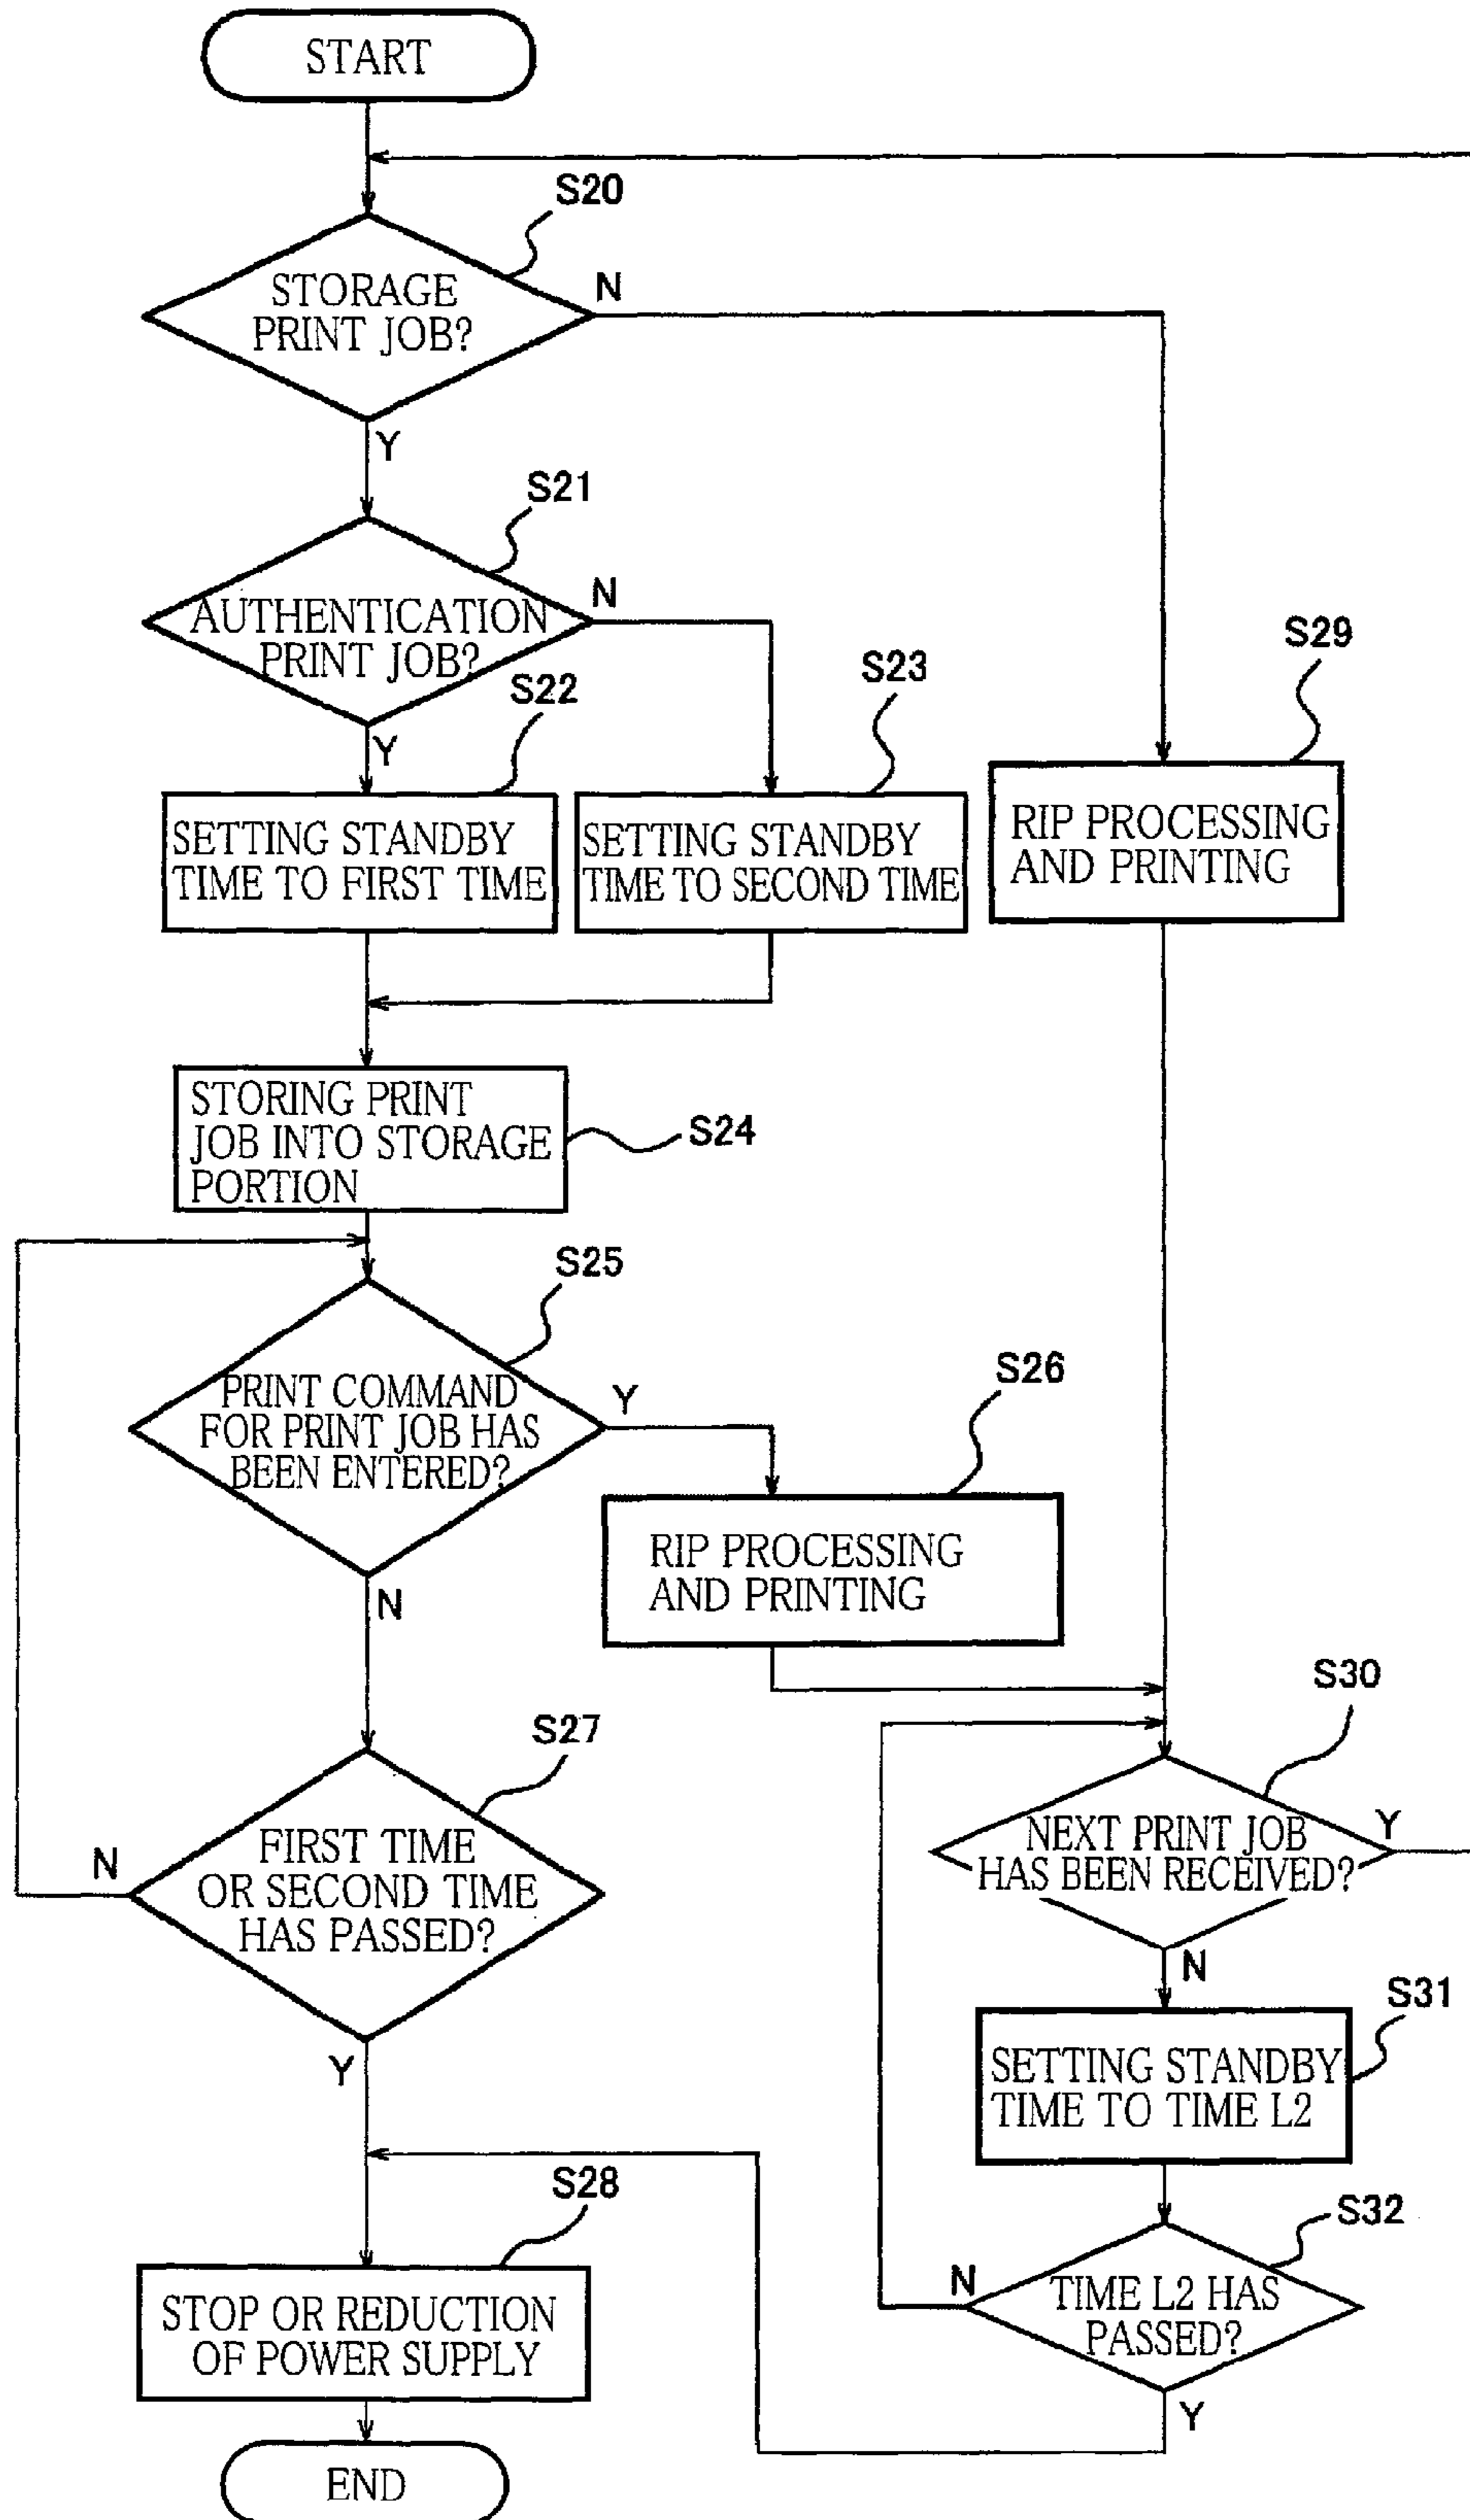 START
S20
STORAGE
PRINT JOB?
N
Y
S21
AUTHENTICATION
PRINT JOB?
N
Y
S22
SETTING STANDBY
TIME TO FIRST TIME
S23
SETTING STANDBY
TIME TO SECOND TIME
S29
RIP PROCESSING
AND PRINTING
STORING PRINT
JOB INTO STORAGE
PORTION
S24
S25
PRINT COMMAND
FOR PRINT JOB HAS
BEEN ENTERED?
Y
N
S26
RIP PROCESSING
AND PRINTING
S27
FIRST TIME
OR SECOND TIME
HAS PASSED?
N
Y
S30
NEXT PRINT JOB
HAS BEEN RECEIVED?
Y
N
S31
SETTING STANDBY
TIME TO TIME L2
S32
TIME L2 HAS
PASSED?
N
Y
S28
STOP OR REDUCTION
OF POWER SUPPLY
END